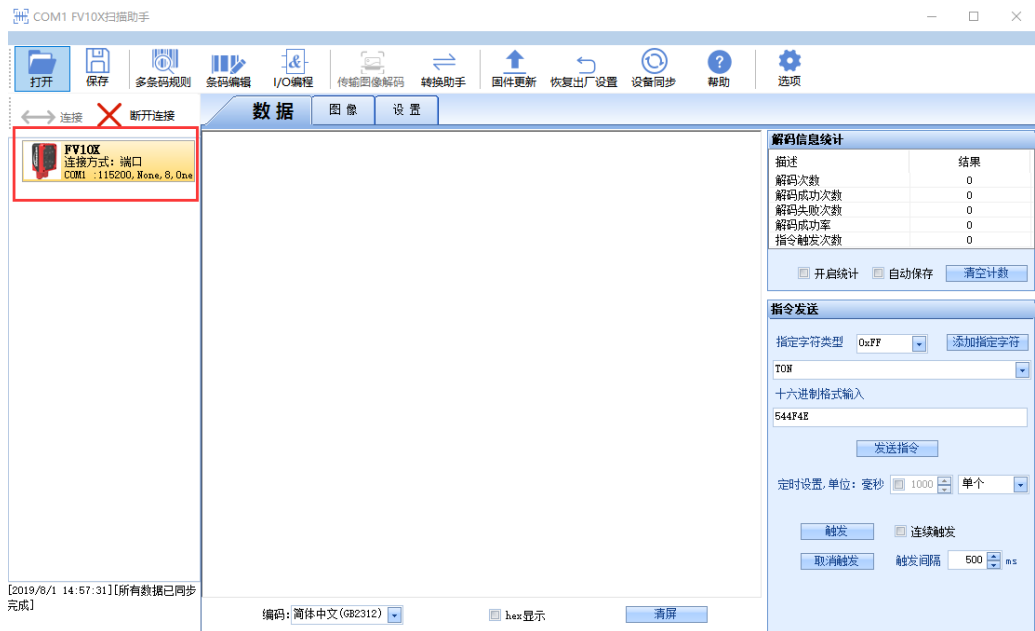 COM1 FV10X扫描助手
打开 保存 多条码规则 条码编辑 I/O编程 传输图像解码 转换助手 固件更新 恢复出厂设置 设备同步 帮助 选项
连接 断开连接
数据 图像 设置
FV10X
连接方式：端口
COM1 :115200,None,8,One
解码信息统计
描述 结果
解码次数 0
解码成功次数 0
解码失败次数 0
解码成功率 0
指令触发次数 0
开启统计 自动保存 清空计数
指令发送
指定字符类型 0xFF 添加指定字符
TON
十六进制格式输入
544F4E
发送指令
定时设置,单位：毫秒 1000 单个
触发 连续触发
取消触发 触发间隔 500 ms
[2019/8/1 14:57:31][所有数据已同步
完成]
编码: 简体中文(GB2312) hex显示 清屏